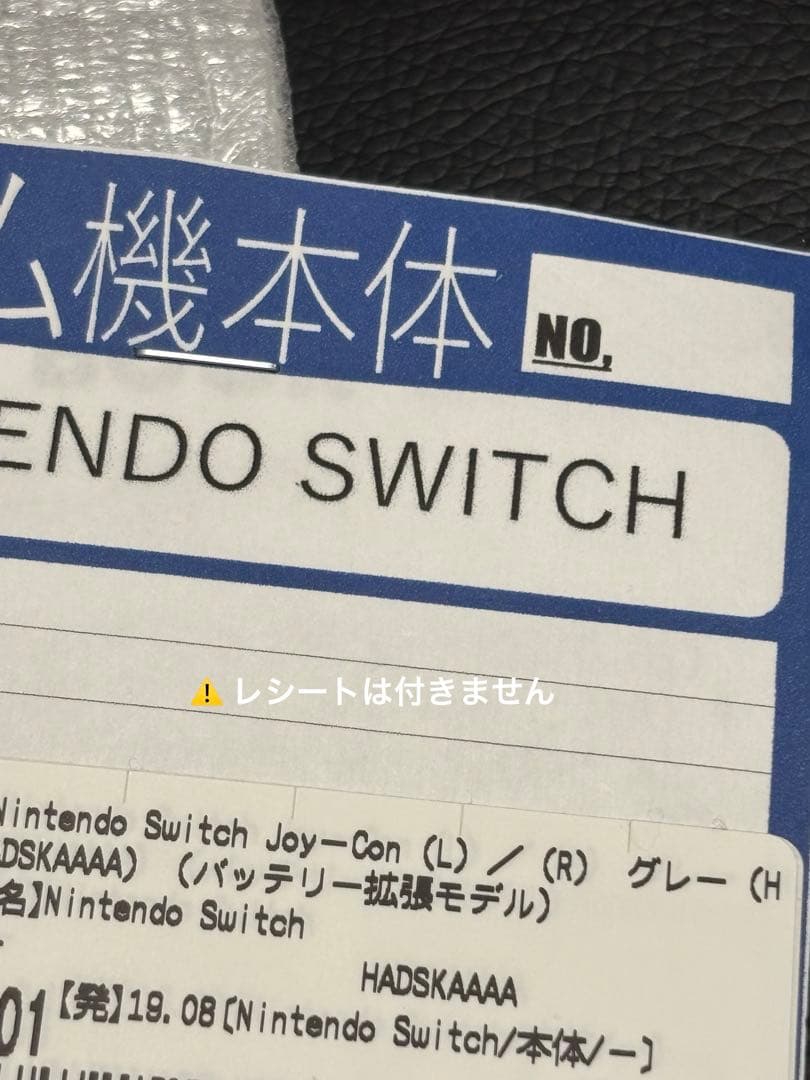 ム機本体
NO,
ENDO SWITCH
⚠️レシートは付きません
Nintendo Switch Joy-Con (L) ／ (R) グレー (H
ADSKAAAA) (バッテリー拡張モデル)
名】Nintendo Switch
HADSKAAAA
01【発】19.08〔Nintendo Switch/本体/ー〕